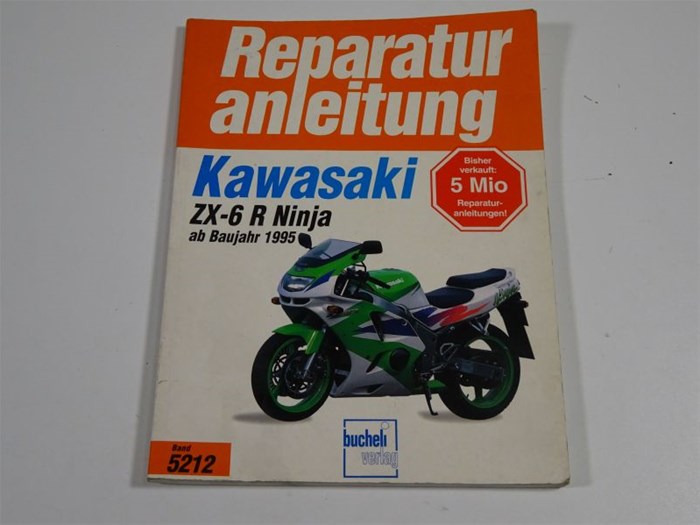 Reparatur
anleitung
Kawasaki
ZX-6 R Ninja
ab Baujahr 1995
Bisher
verkauft:
5 Mio
Reparatur-
anleitungen!
Band
5212
bucheli
verlag